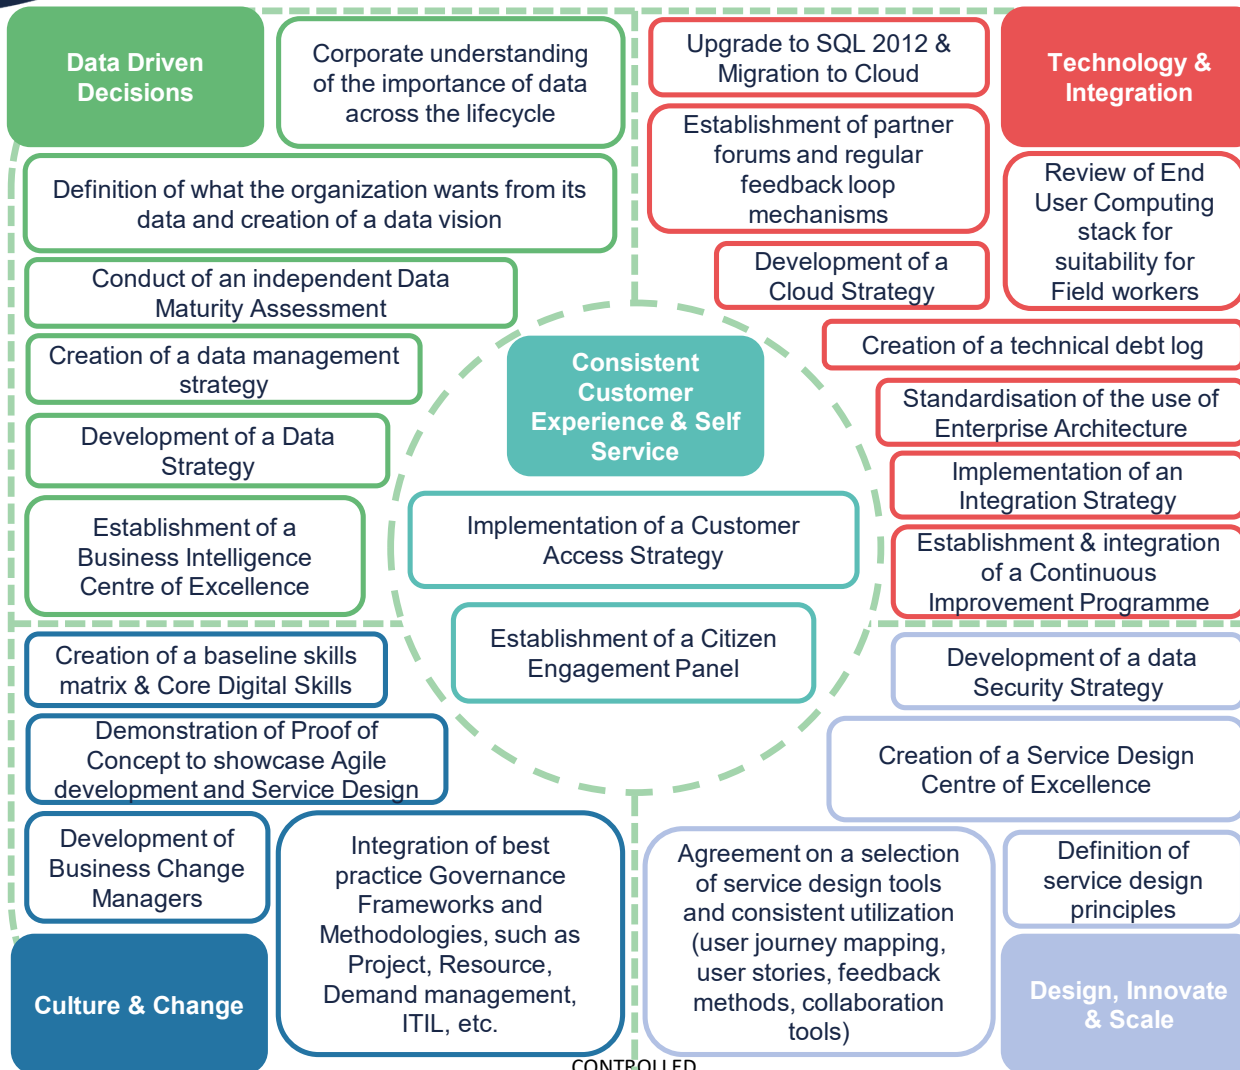 Data Driven
Decisions
Corporate understanding
of the importance of data
across the lifecycle
Definition of what the organization wants from its
data and creation of a data vision
Conduct of an independent Data
Maturity Assessment
Creation of a data management
strategy
Development of a Data
Strategy
Establishment of a
Business Intelligence
Centre of Excellence
Upgrade to SQL 2012 &
Migration to Cloud
Technology &
Integration
Establishment of partner
forums and regular
feedback loop
mechanisms
Review of End
User Computing
stack for
suitability for
Field workers
Development of a
Cloud Strategy
Creation of a technical debt log
Standardisation of the use of
Enterprise Architecture
Implementation of an
Integration Strategy
Establishment & integration
of a Continuous
Improvement Programme
Consistent
Customer
Experience & Self
Service
Implementation of a Customer
Access Strategy
Establishment of a Citizen
Engagement Panel
Creation of a baseline skills
matrix & Core Digital Skills
Demonstration of Proof of
Concept to showcase Agile
development and Service Design
Development of
Business Change
Managers
Integration of best
practice Governance
Frameworks and
Methodologies, such as
Project, Resource,
Demand management,
ITIL, etc.
Culture & Change
Development of a data
Security Strategy
Creation of a Service Design
Centre of Excellence
Agreement on a selection
of service design tools
and consistent utilization
(user journey mapping,
user stories, feedback
methods, collaboration
tools)
Definition of
service design
principles
Design, Innovate
& Scale
CONTROLLED